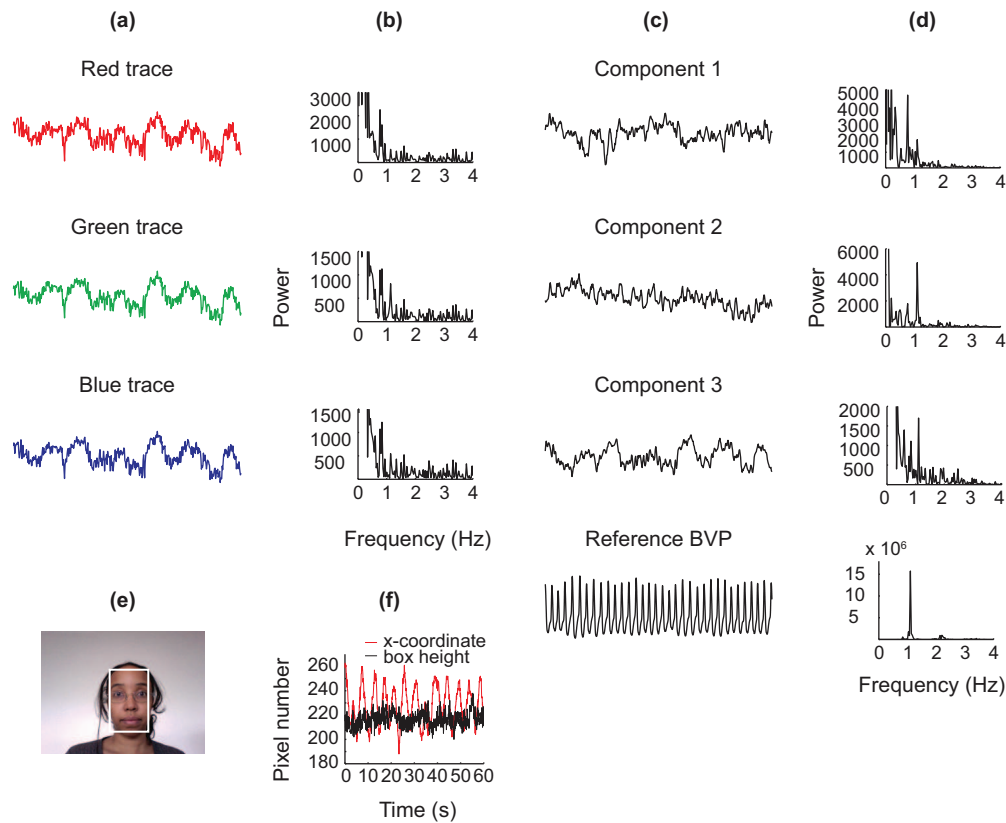 (a)
(b)
(c)
(d)
Red trace
3000
2000
1000
0 1 2 3 4
Component 1
5000
4000
3000
2000
1000
0 1 2 3 4
Green trace
Power
1500
1000
500
0 1 2 3 4
Component 2
Power
6000
4000
2000
0 1 2 3 4
Blue trace
1500
1000
500
0 1 2 3 4
Frequency (Hz)
Component 3
2000
1500
1000
500
0 1 2 3 4
Reference BVP
x 10⁶
15
10
5
0 1 2 3 4
Frequency (Hz)
(e)
(f)
x-coordinate
box height
Pixel number
260
240
220
200
180
0 10 20 30 40 50 60
Time (s)